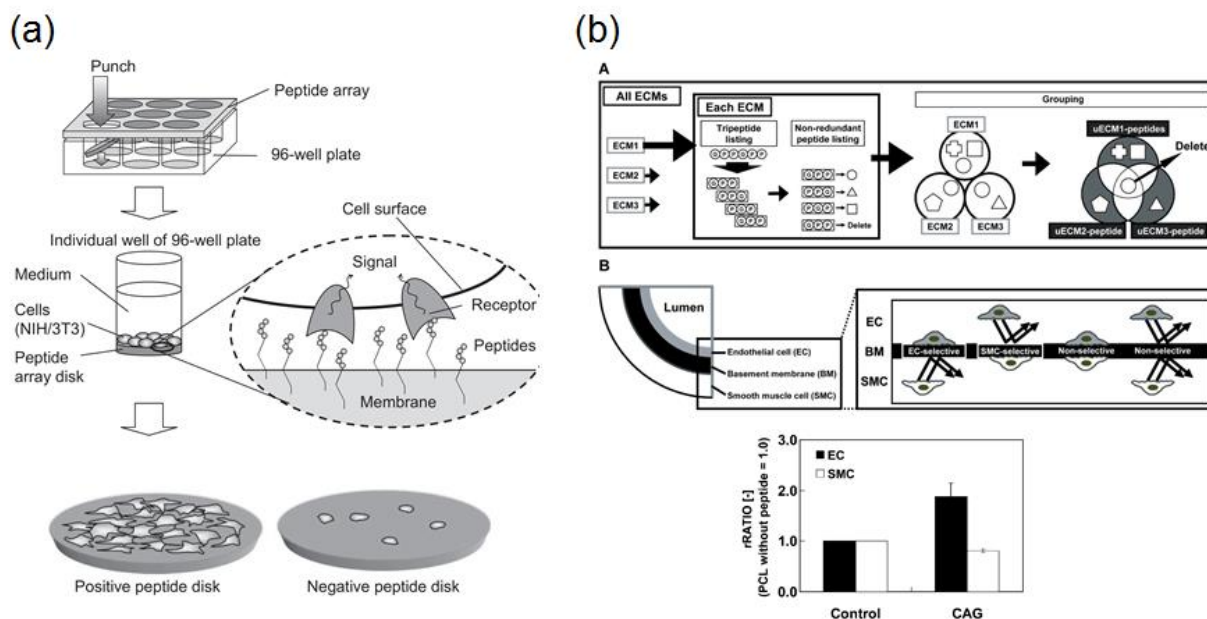 (a)
Punch
Peptide array
96-well plate
Individual well of 96-well plate
Medium
Cells
(NIH/3T3)
Peptide
array disk
Cell surface
Signal
Receptor
Peptides
Membrane
Positive peptide disk
Negative peptide disk
(b)
A
All ECMs
ECM1
ECM2
ECM3
Each ECM
Tripeptide
listing
Non-redundant
peptide listing
Delete
Grouping
ECM1
ECM2
ECM3
uECM1-peptides
Delete
uECM2-peptide
uECM3-peptide
B
Lumen
Endothelial cell (EC)
Basement membrane (BM)
Smooth muscle cell (SMC)
EC
BM
SMC
EC-selective
SMC-selective
Non-selective
Non-selective
rRATIO [-]
(PCL without peptide = 1.0)
3.0
2.0
1.0
0.0
EC
SMC
Control
CAG